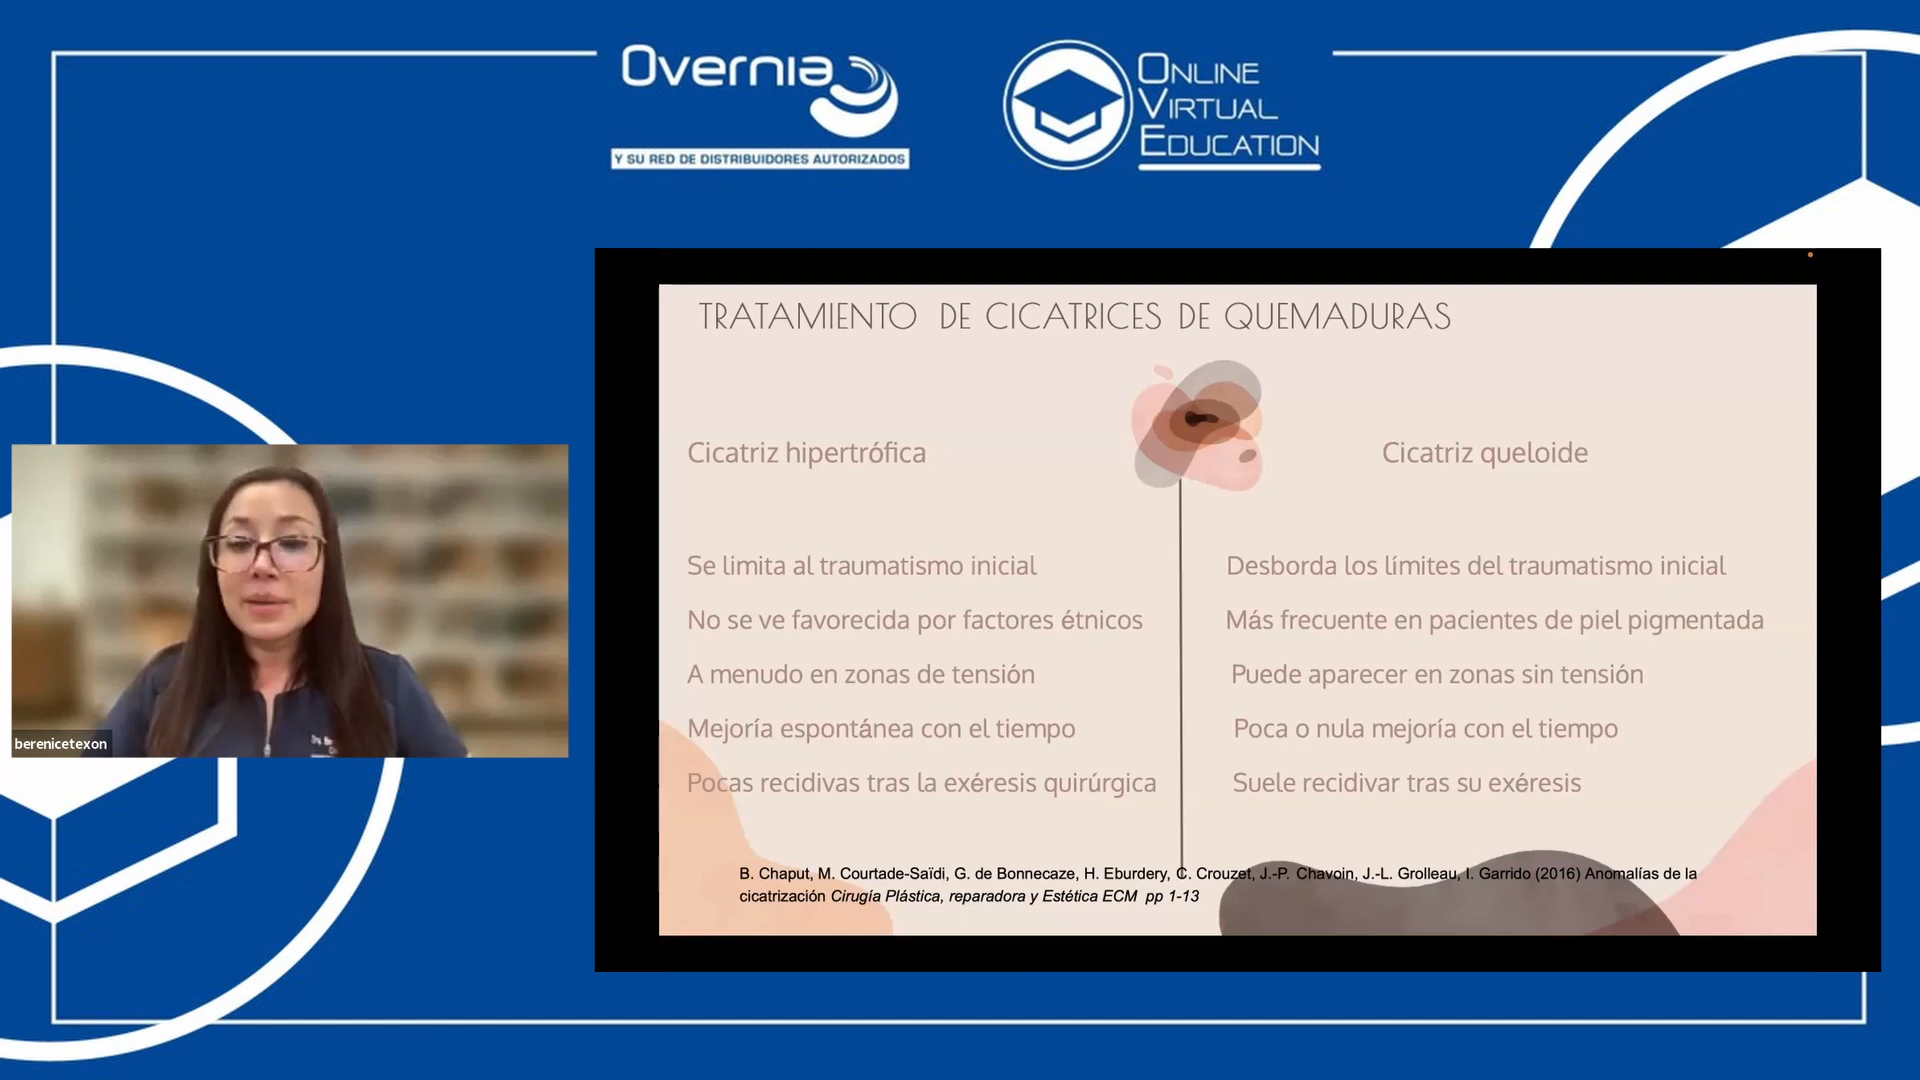 Overnia
Y SU RED DE DISTRIBUIDORES AUTORIZADOS
ONLINE
VIRTUAL
EDUCATION
TRATAMIENTO DE CICATRICES DE QUEMADURAS
Cicatriz hipertrófica
Se limita al traumatismo inicial
No se ve favorecida por factores étnicos
A menudo en zonas de tensión
Mejoría espontánea con el tiempo
Pocas recidivas tras la exéresis quirúrgica
Cicatriz queloide
Desborda los límites del traumatismo inicial
Más frecuente en pacientes de piel pigmentada
Puede aparecer en zonas sin tensión
Poca o nula mejoría con el tiempo
Suele recidivar tras su exéresis
B. Chaput, M. Courtade-Saïdi, G. de Bonnecaze, H. Eburdery, C. Crouzet, J.-P. Chavoin, J.-L. Grolleau, I. Garrido (2016) Anomalías de la
cicatrización Cirugía Plástica, reparadora y Estética ECM pp 1-13
berenicetexon